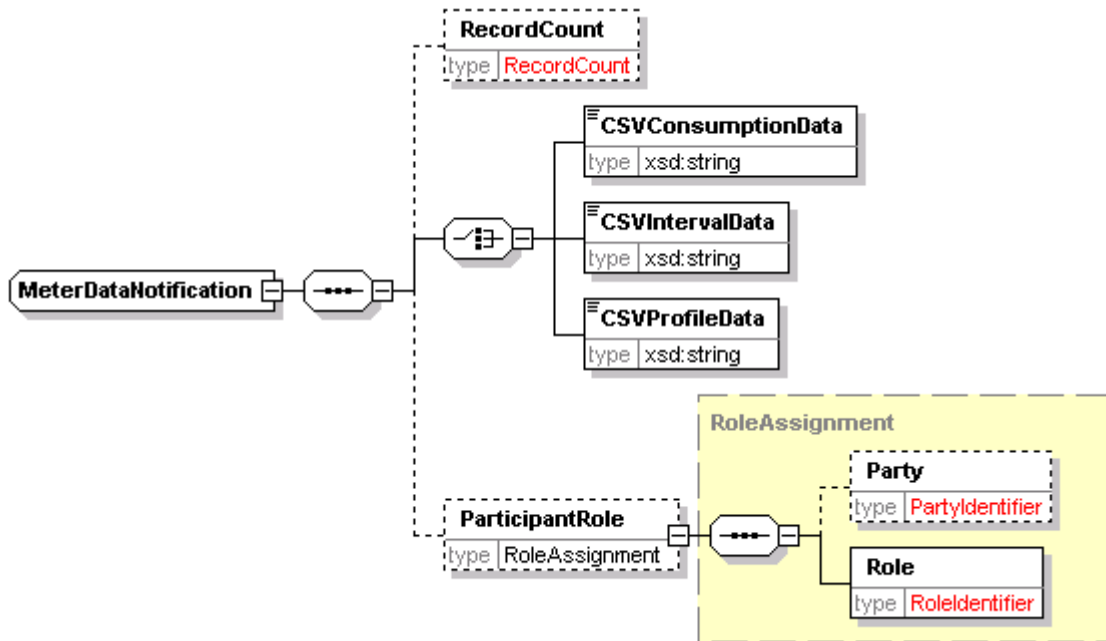 RecordCount
type RecordCount
CSVConsumptionData
type xsd:string
CSVIntervalData
type xsd:string
MeterDataNotification
CSVProfileData
type xsd:string
RoleAssignment
Party
type PartyIdentifier
ParticipantRole
type RoleAssignment
Role
type RoleIdentifier